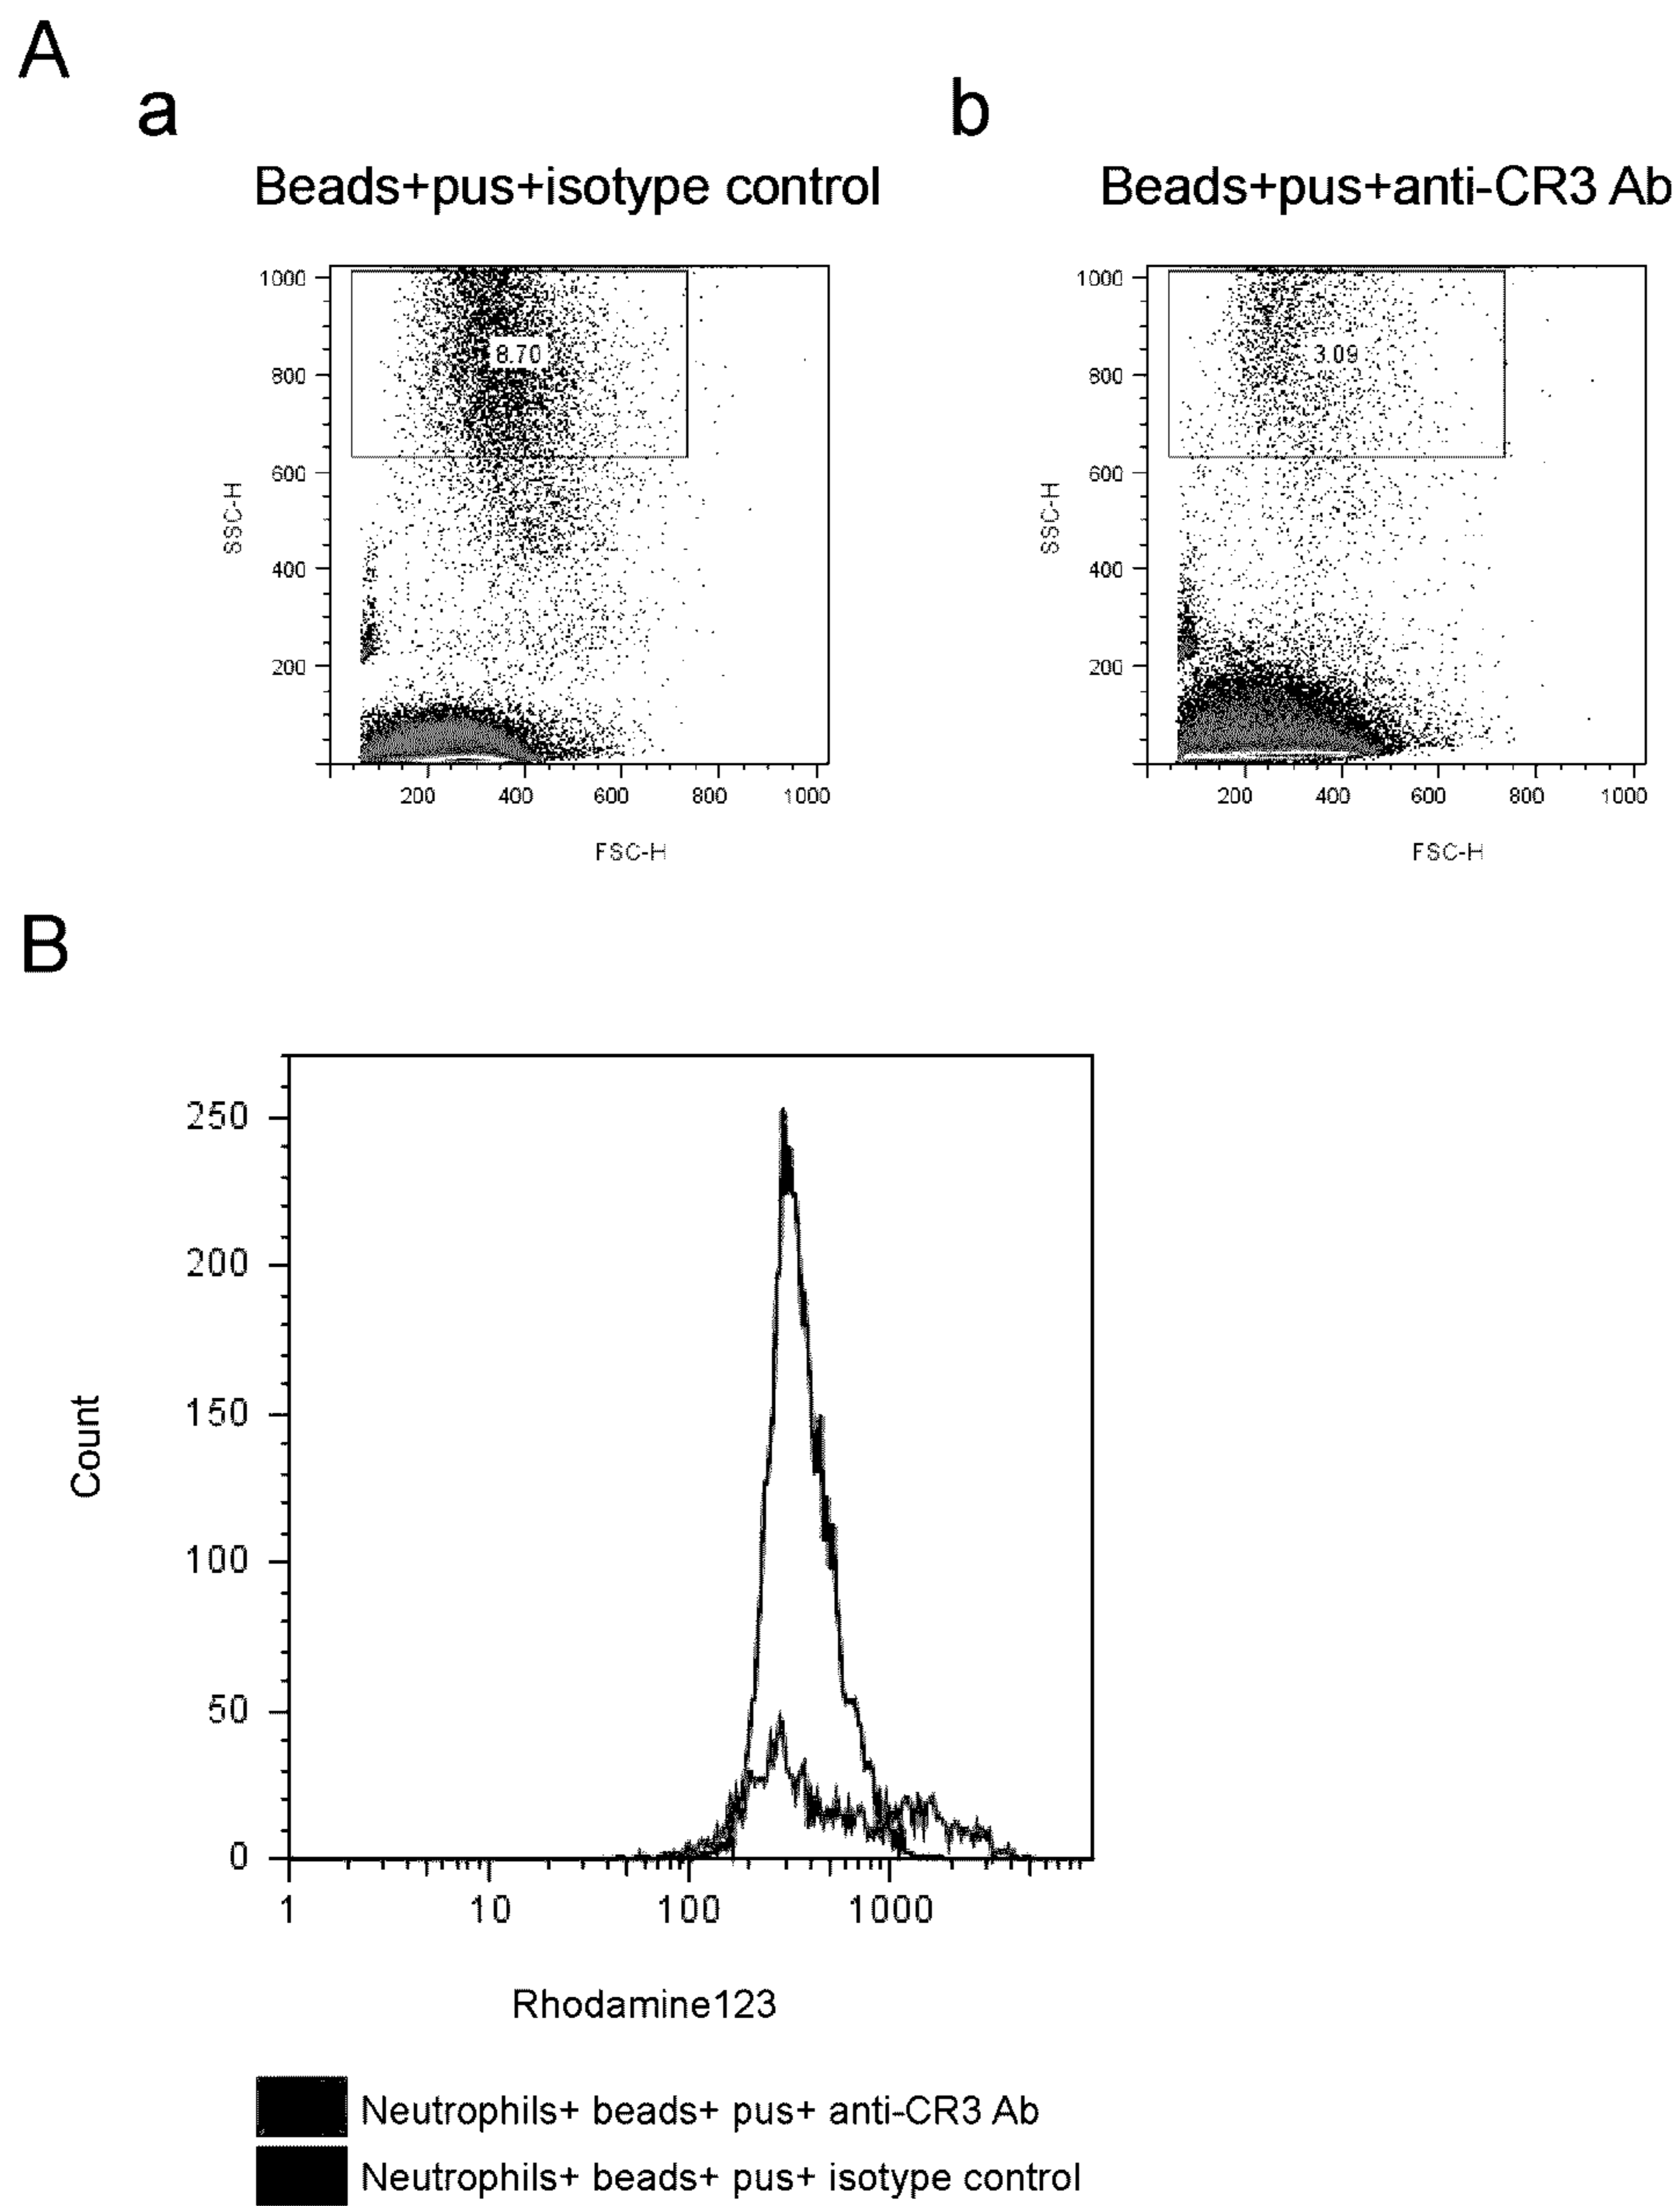 A
a
b
Beads+pus+isotype control
Beads+pus+anti-CR3 Ab
1000
800
600
400
200
SSC-H
8.70
200 400 600 800 1000
FSC-H
1000
800
600
400
200
SSC-H
3.09
200 400 600 800 1000
FSC-H
B
250
200
150
100
50
0
Count
1 10 100 1000
Rhodamine123
Neutrophils+ beads+ pus+ anti-CR3 Ab
Neutrophils+ beads+ pus+ isotype control